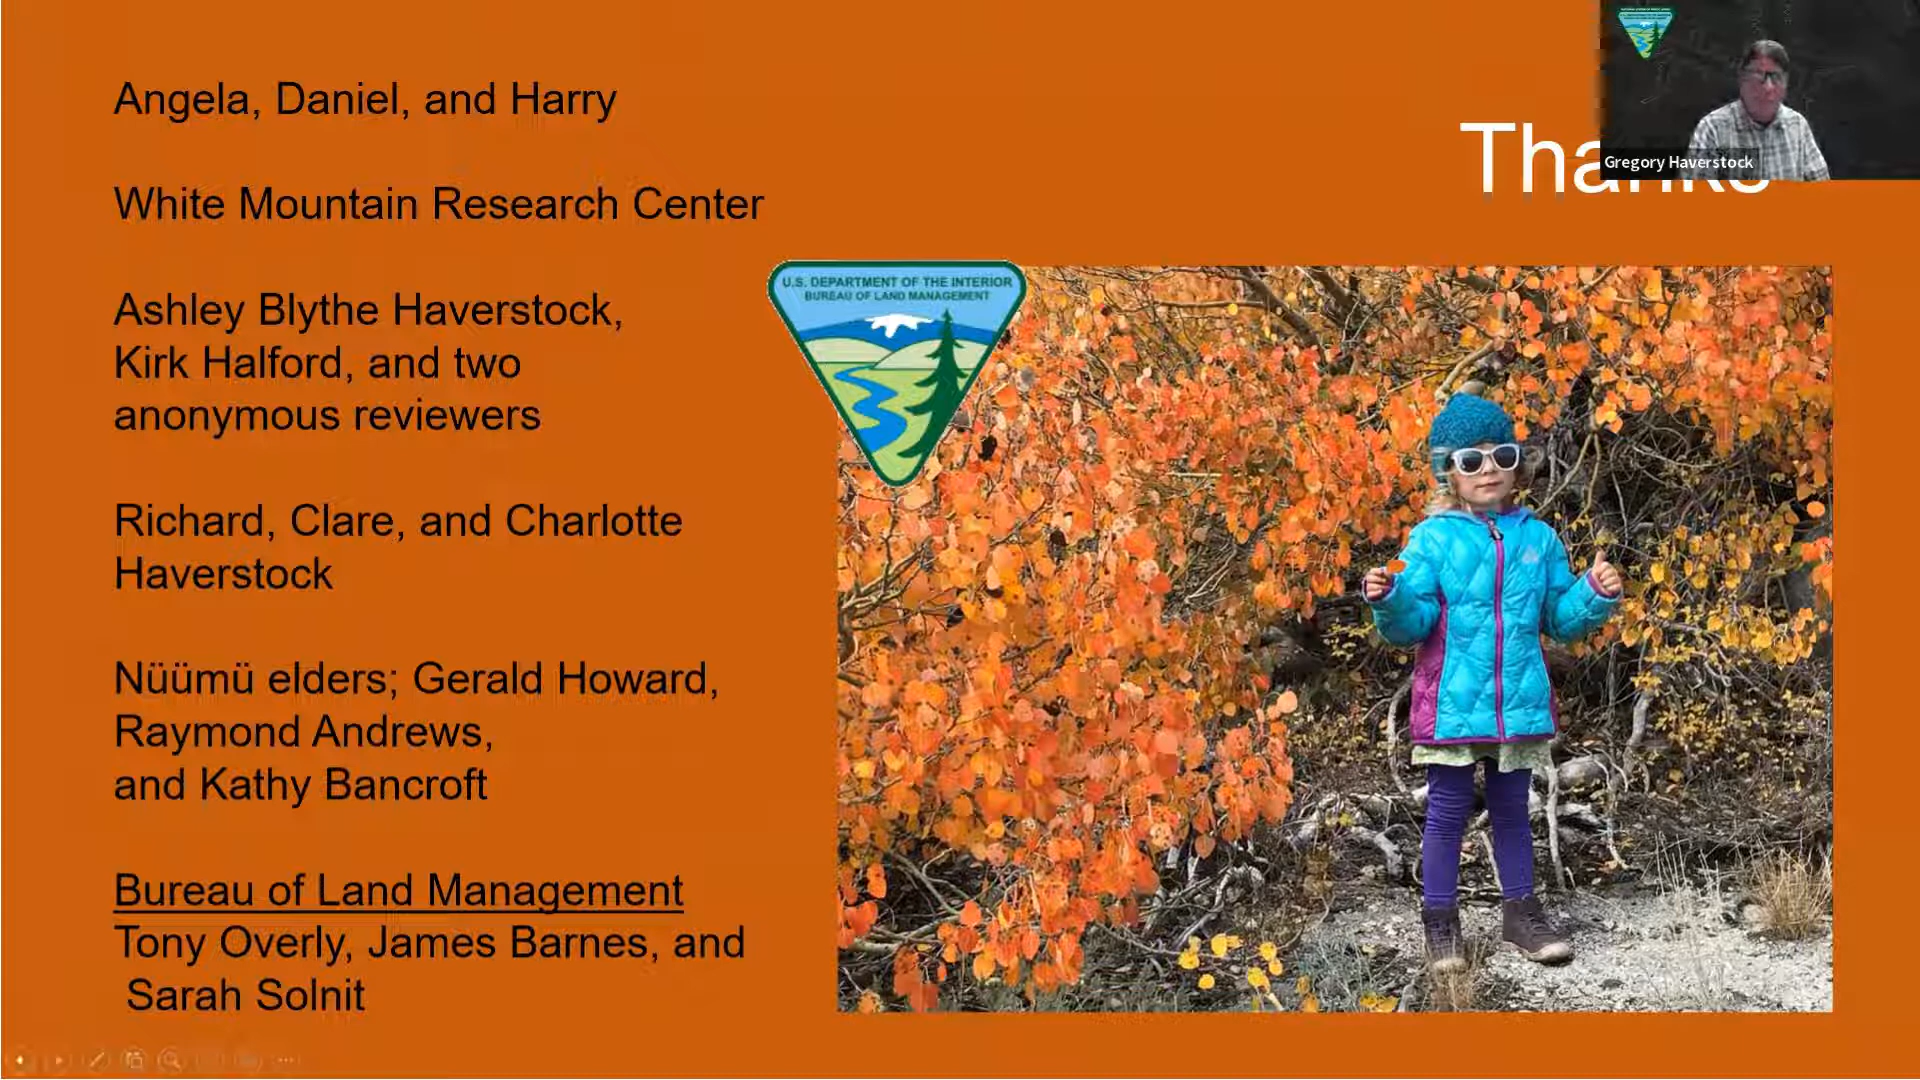 Angela, Daniel, and Harry
White Mountain Research Center
Ashley Blythe Haverstock,
Kirk Halford, and two
anonymous reviewers
Richard, Clare, and Charlotte
Haverstock
Nüümü elders; Gerald Howard,
Raymond Andrews,
and Kathy Bancroft
Bureau of Land Management
Tony Overly, James Barnes, and
Sarah Solnit
Thanks
Gregory Haverstock
U.S. DEPARTMENT OF THE INTERIOR
BUREAU OF LAND MANAGEMENT